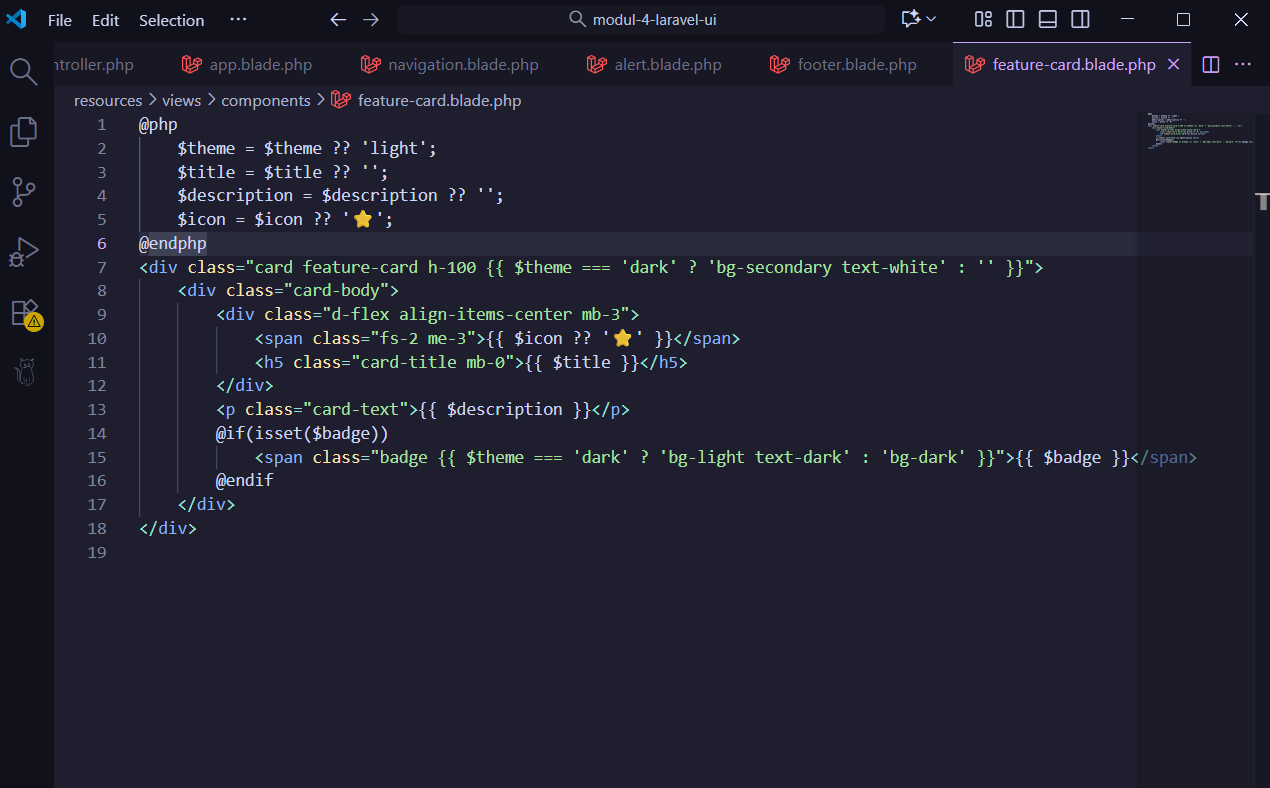 File Edit Selection ··· modul-4-laravel-ui
ntroller.php app.blade.php navigation.blade.php alert.blade.php footer.blade.php feature-card.blade.php
resources > views > components > feature-card.blade.php
1 @php
2     $theme = $theme ?? 'light';
3     $title = $title ?? '';
4     $description = $description ?? '';
5     $icon = $icon ?? '⭐';
6 @endphp
7 <div class="card feature-card h-100 {{ $theme === 'dark' ? 'bg-secondary text-white' : '' }}">
8     <div class="card-body">
9         <div class="d-flex align-items-center mb-3">
10             <span class="fs-2 me-3">{{ $icon ?? '⭐' }}</span>
11             <h5 class="card-title mb-0">{{ $title }}</h5>
12         </div>
13         <p class="card-text">{{ $description }}</p>
14         @if(isset($badge))
15             <span class="badge {{ $theme === 'dark' ? 'bg-light text-dark' : 'bg-dark' }}">{{ $badge }}</span>
16         @endif
17     </div>
18 </div>
19